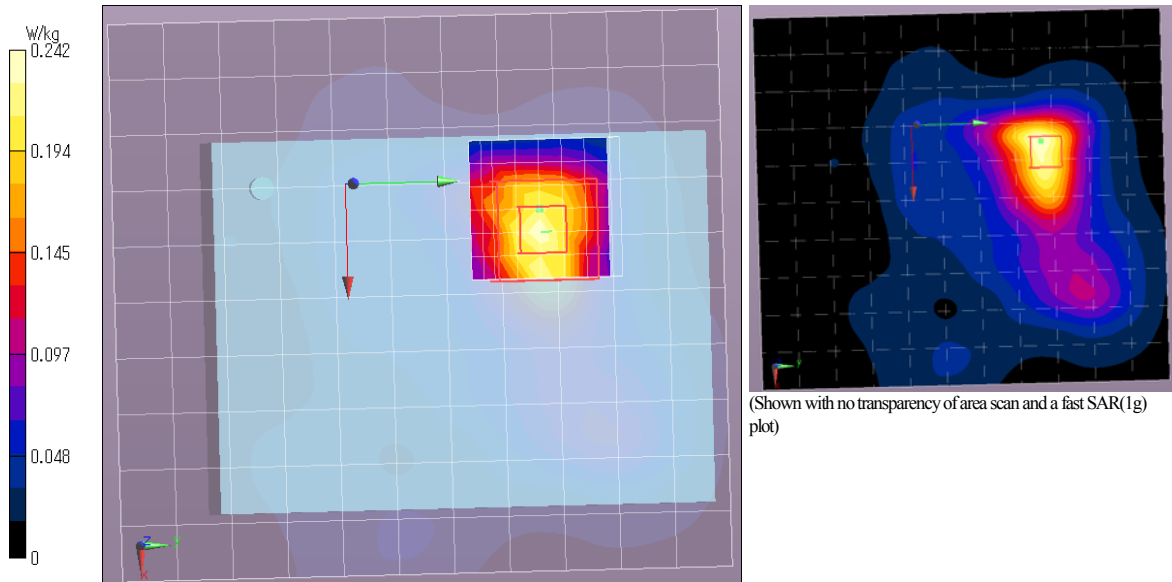 W/kg
0.242
0.194
0.145
0.097
0.048
0
Z
Y
X
(Shown with no transparency of area scan and a fast SAR(1g)
plot)